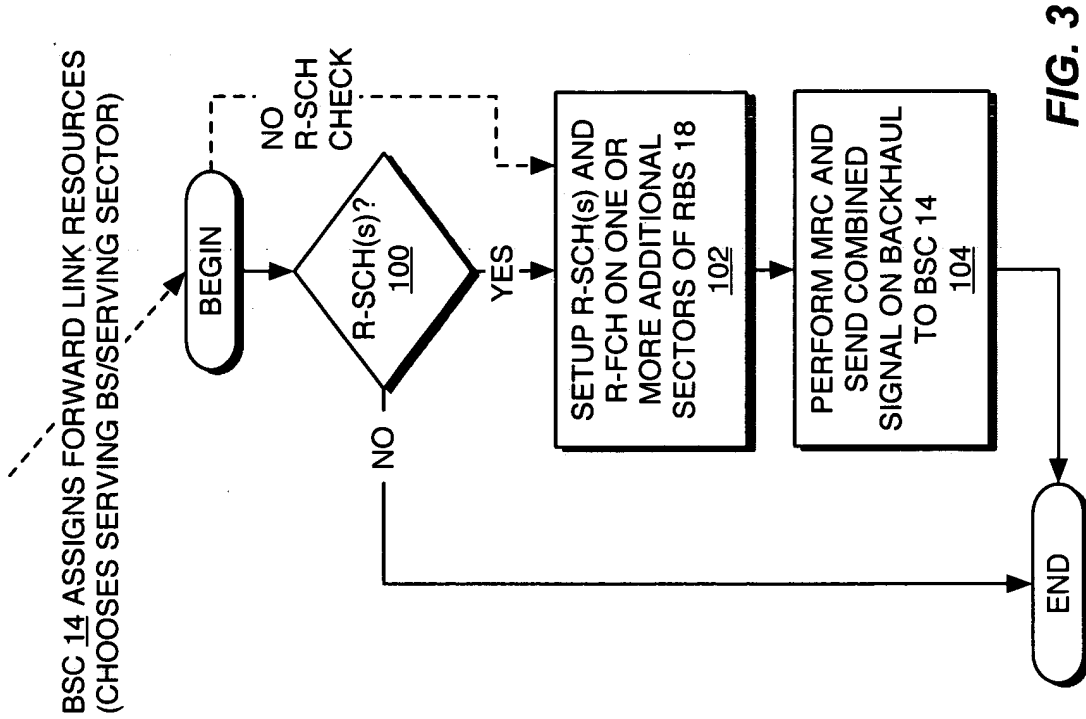 BSC 14 ASSIGNS FORWARD LINK RESOURCES
(CHOOSES SERVING BS/SERVING SECTOR)
BEGIN
NO
R-SCH
CHECK
R-SCH(s)?
100
NO
YES
SETUP R-SCH(s) AND
R-FCH ON ONE OR
MORE ADDITIONAL
SECTORS OF RBS 18
102
PERFORM MRC AND
SEND COMBINED
SIGNAL ON BACKHAUL
TO BSC 14
104
END
FIG. 3